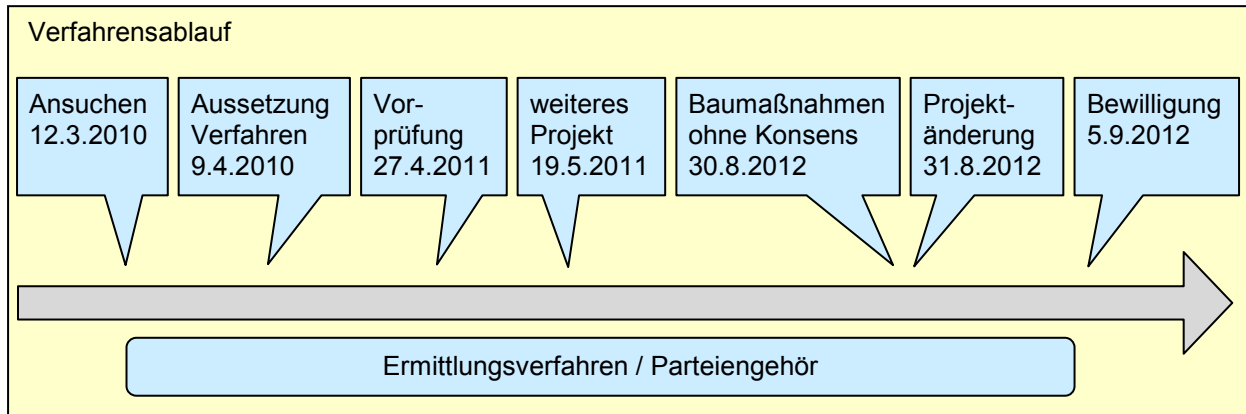 Verfahrensablauf
Ansuchen
12.3.2010
Aussetzung
Verfahren
9.4.2010
Vor-
prüfung
27.4.2011
weiteres
Projekt
19.5.2011
Baumaßnahmen
ohne Konsens
30.8.2012
Projekt-
änderung
31.8.2012
Bewilligung
5.9.2012
Ermittlungsverfahren / Parteiengehör